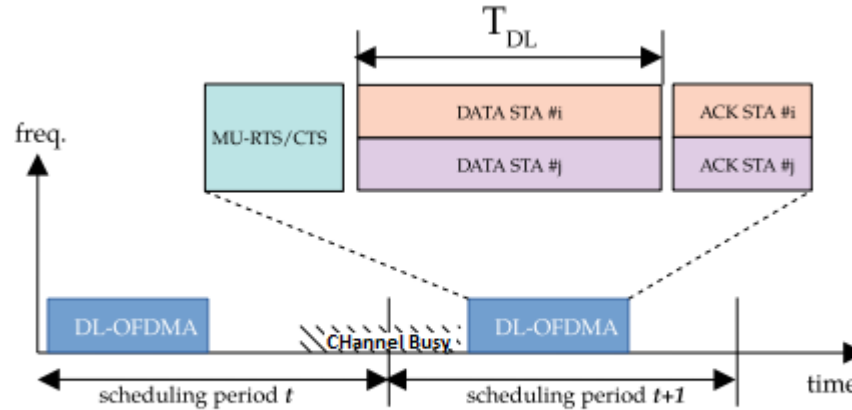 T_DL
DATA STA #i
ACK STA #i
MU-RTS/CTS
freq.
DATA STA #j
ACK STA #j
DL-OFDMA
CHannel Busy
DL-OFDMA
time
scheduling period t
scheduling period t+1